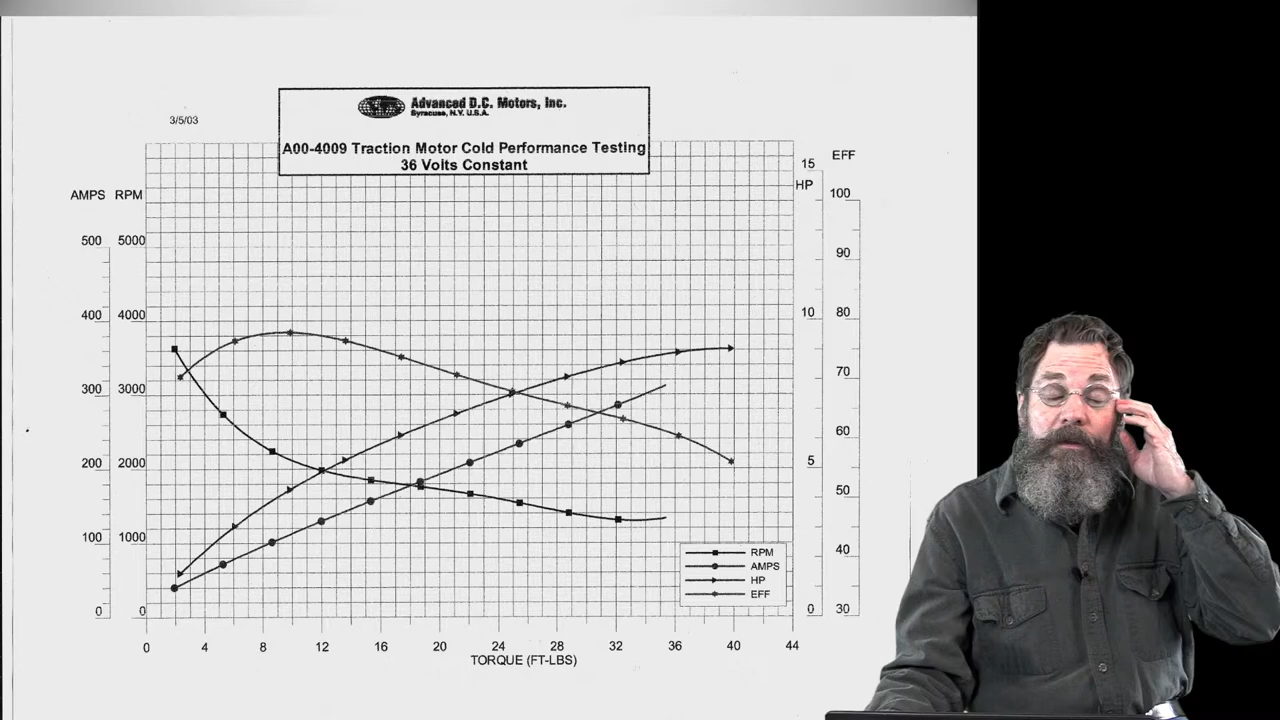 3/5/03
Advanced D.C. Motors, Inc.
Syracuse, N.Y. U.S.A.
A00-4009 Traction Motor Cold Performance Testing
36 Volts Constant
AMPS RPM
500 5000
400 4000
300 3000
200 2000
100 1000
0 0
15 EFF
HP 100
90
10 80
70
60
5 50
40
0 30
RPM
AMPS
HP
EFF
0 4 8 12 16 20 24 28 32 36 40 44
TORQUE (FT-LBS)